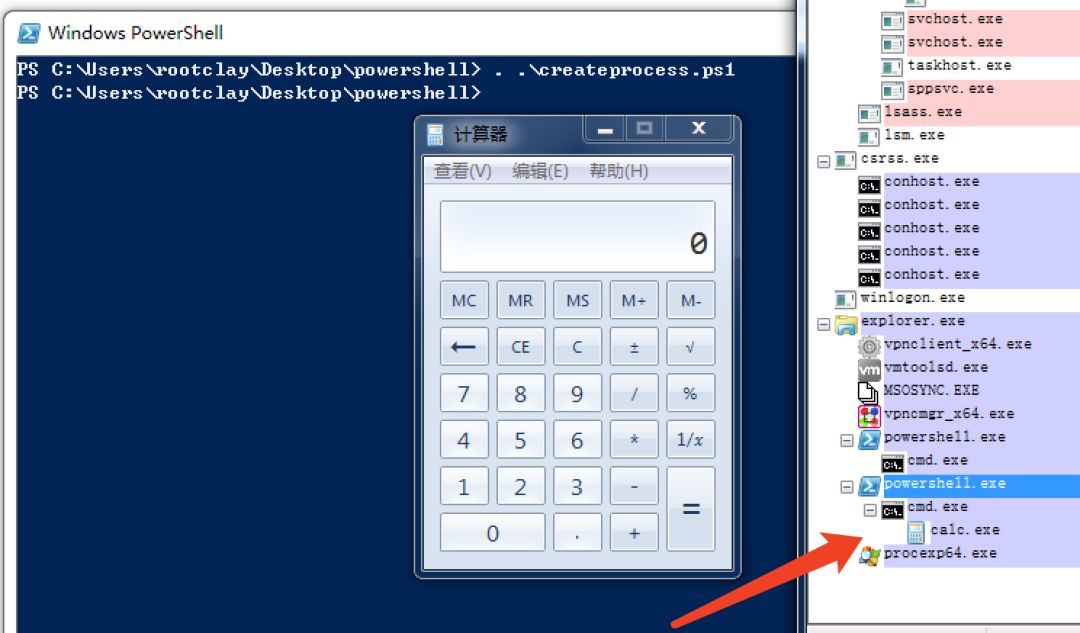 Windows PowerShell
PS C:\Users\rootclay\Desktop\powershell> . .\createprocess.ps1
PS C:\Users\rootclay\Desktop\powershell>
计算器
查看(V) 编辑(E) 帮助(H)
0
MC MR MS M+ M-
← CE C ± √
7 8 9 / %
4 5 6 * 1/x
1 2 3 - =
0 . +
svchost.exe
svchost.exe
taskhost.exe
sppsvc.exe
lsass.exe
lsm.exe
csrss.exe
conhost.exe
conhost.exe
conhost.exe
conhost.exe
conhost.exe
winlogon.exe
explorer.exe
vpnclient_x64.exe
vmtoolsd.exe
MSOSYNC.EXE
vpncmgr_x64.exe
powershell.exe
cmd.exe
powershell.exe
cmd.exe
calc.exe
procexp64.exe